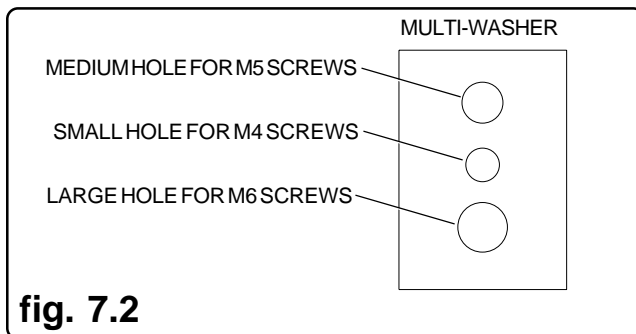 MULTI-WASHER
MEDIUM HOLE FOR M5 SCREWS
SMALL HOLE FOR M4 SCREWS
LARGE HOLE FOR M6 SCREWS
fig. 7.2